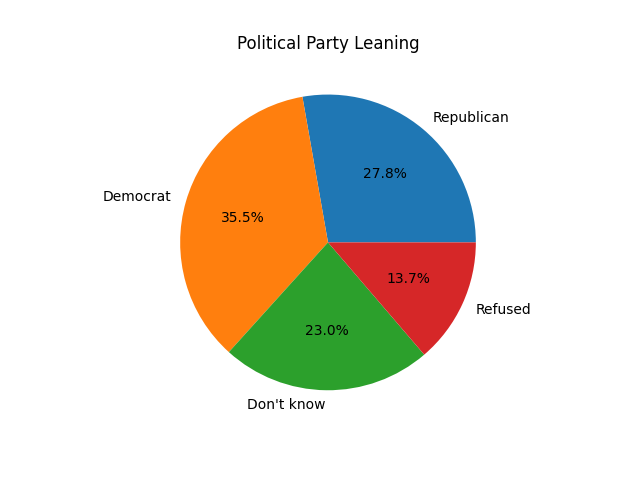 Political Party Leaning
Republican
27.8%
Democrat
35.5%
Don't know
23.0%
Refused
13.7%